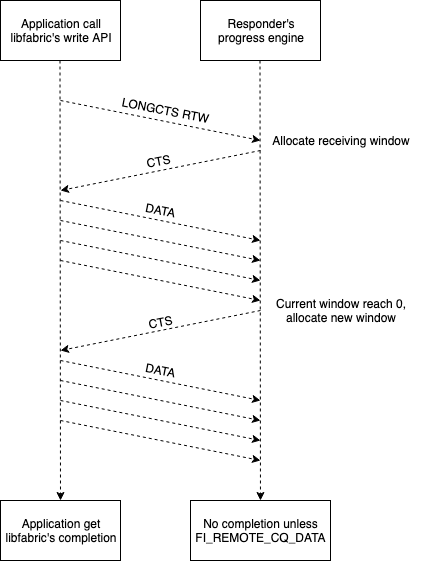 Application call
libfabric's write API
Responder's
progress engine
LONGCTS RTW
Allocate receiving window
CTS
DATA
Current window reach 0,
allocate new window
CTS
DATA
Application get
libfabric's completion
No completion unless
FI_REMOTE_CQ_DATA